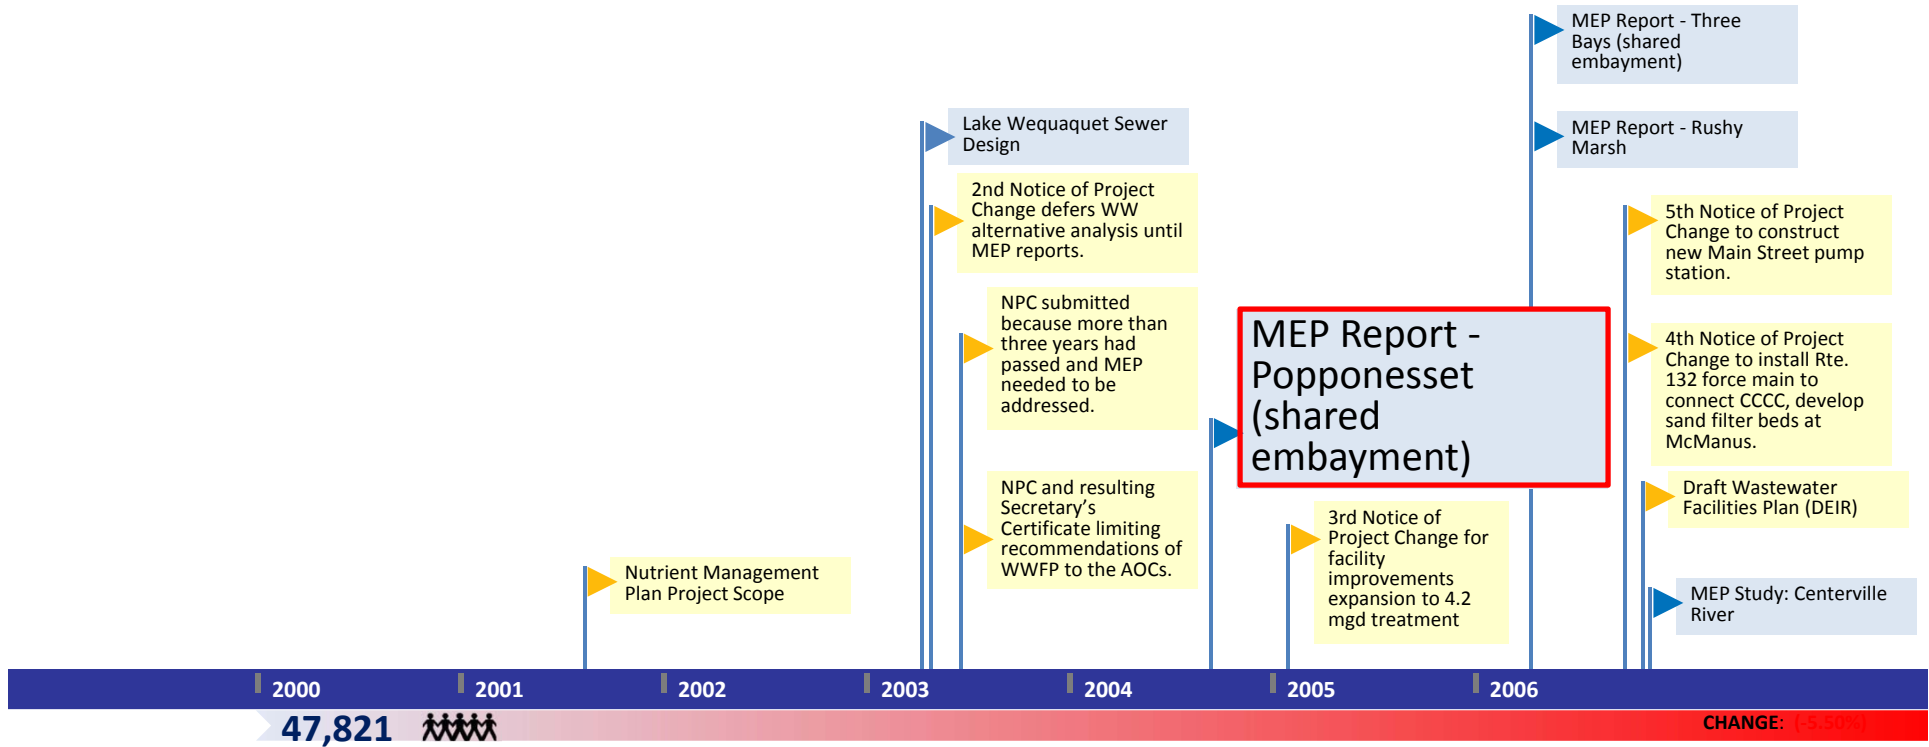 MEP Report - Three
Bays (shared
embayment)
Lake Wequaquet Sewer
Design
MEP Report - Rushy
Marsh
2nd Notice of Project
Change defers WW
alternative analysis until
MEP reports.
5th Notice of Project
Change to construct
new Main Street pump
station.
NPC submitted
because more than
three years had
passed and MEP
needed to be
addressed.
MEP Report -
Popponesset
(shared
embayment)
4th Notice of Project
Change to install Rte.
132 force main to
connect CCCC, develop
sand filter beds at
McManus.
NPC and resulting
Secretary’s
Certificate limiting
recommendations of
WWFP to the AOCs.
3rd Notice of
Project Change for
facility
improvements
expansion to 4.2
mgd treatment
Draft Wastewater
Facilities Plan (DEIR)
Nutrient Management
Plan Project Scope
MEP Study: Centerville
River
2000 2001 2002 2003 2004 2005 2006
47,821 CHANGE: (-5.50%)